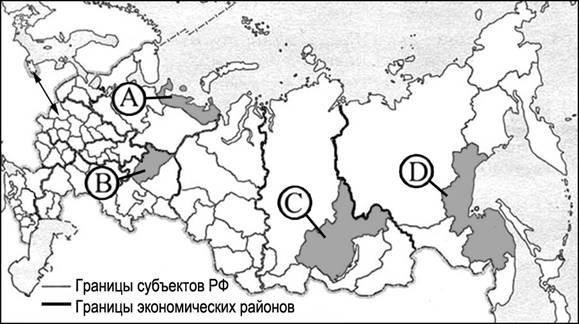 A
B
C
D
Границы субъектов РФ
Границы экономических районов